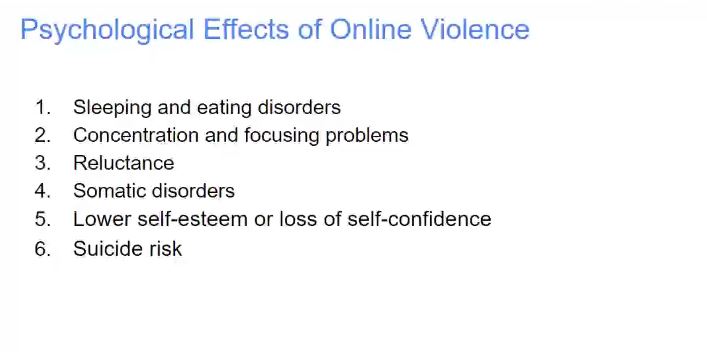 Psychological Effects of Online Violence
1. Sleeping and eating disorders
2. Concentration and focusing problems
3. Reluctance
4. Somatic disorders
5. Lower self-esteem or loss of self-confidence
6. Suicide risk